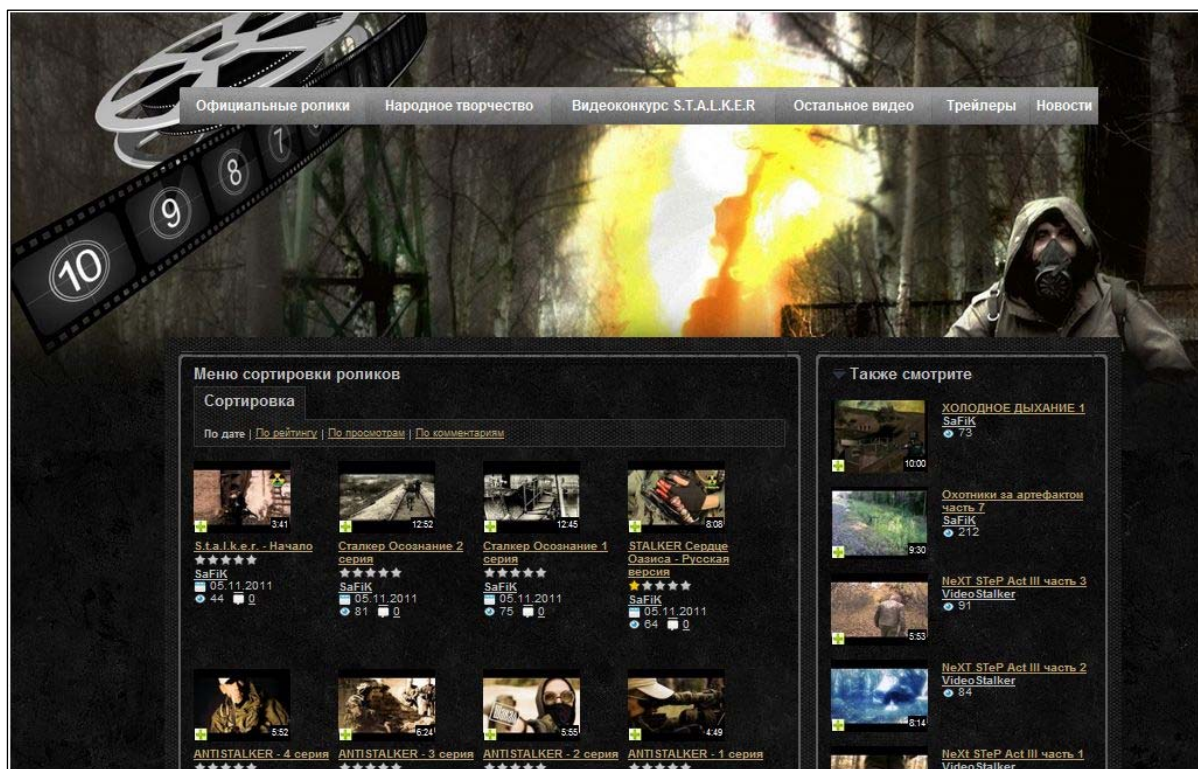 Официальные ролики
Народное творчество
Видеоконкурс S.T.A.L.K.E.R
Остальное видео
Трейлеры
Новости
10
9
8
7
Меню сортировки роликов
Сортировка
По дате | По рейтингу | По просмотрам | По комментариям
3:41
S.t.a.l.k.e.r. - Начало
SaFiK
05.11.2011
44 0
12:52
Сталкер Осознание 2
серия
SaFiK
05.11.2011
81 0
12:45
Сталкер Осознание 1
серия
SaFiK
05.11.2011
75 0
8:08
STALKER Сердце
Оазиса - Русская
версия
SaFiK
05.11.2011
64 0
5:52
ANTISTALKER - 4 серия
6:24
ANTISTALKER - 3 серия
5:55
ANTISTALKER - 2 серия
4:49
ANTISTALKER - 1 серия
Также смотрите
10:00
ХОЛОДНОЕ ДЫХАНИЕ 1
SaFiK
73
9:30
Охотники за артефактом
часть 7
SaFiK
212
5:53
NeXT STeP Act III часть 3
VideoStalker
91
8:14
NeXT STeP Act III часть 2
VideoStalker
84
NeXt STeP Act III часть 1
VideoStalker